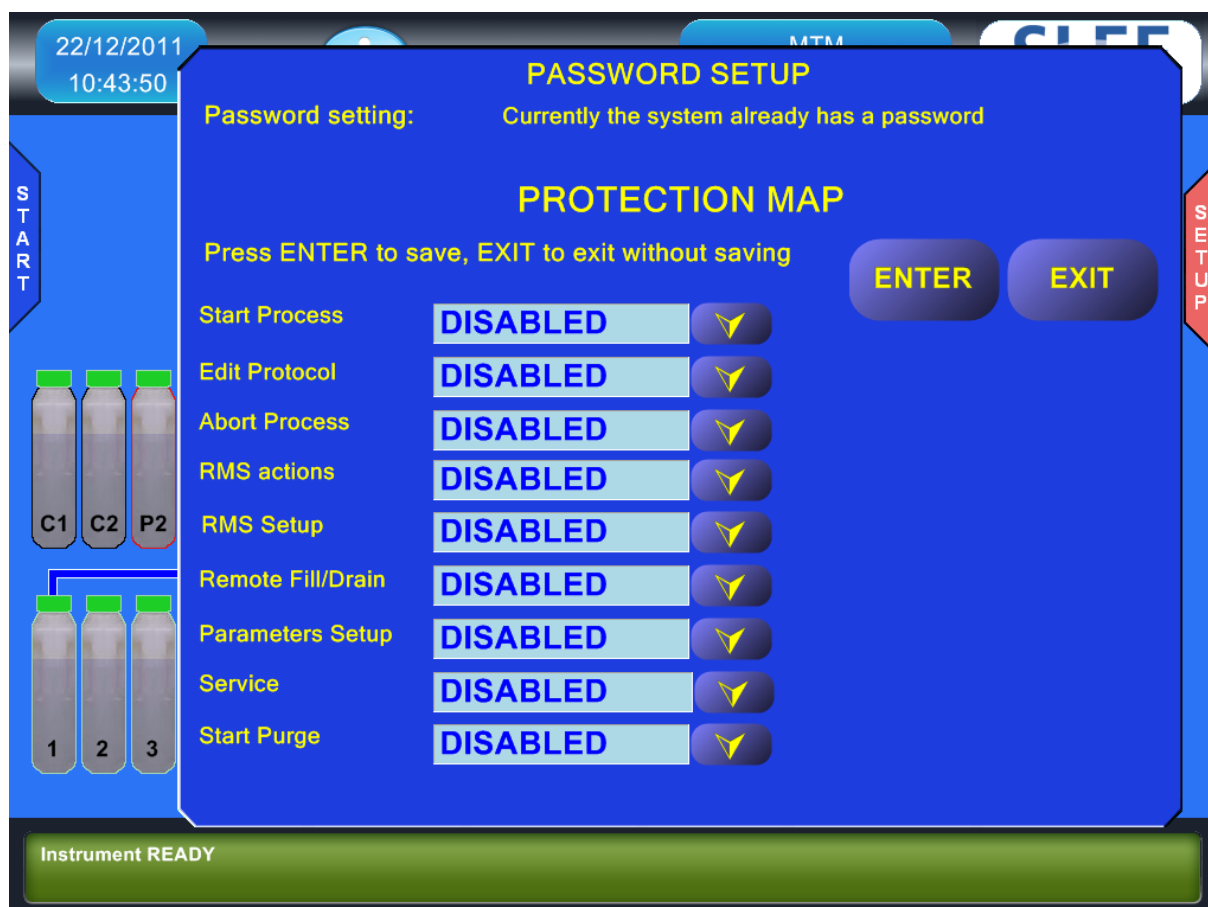 22/12/2011
10:43:50
MTM
PASSWORD SETUP
Password setting: Currently the system already has a password
PROTECTION MAP
Press ENTER to save, EXIT to exit without saving
ENTER
EXIT
START
SETUP
Start Process DISABLED
Edit Protocol DISABLED
Abort Process DISABLED
RMS actions DISABLED
RMS Setup DISABLED
Remote Fill/Drain DISABLED
Parameters Setup DISABLED
Service DISABLED
Start Purge DISABLED
C1 C2 P2
1 2 3
Instrument READY